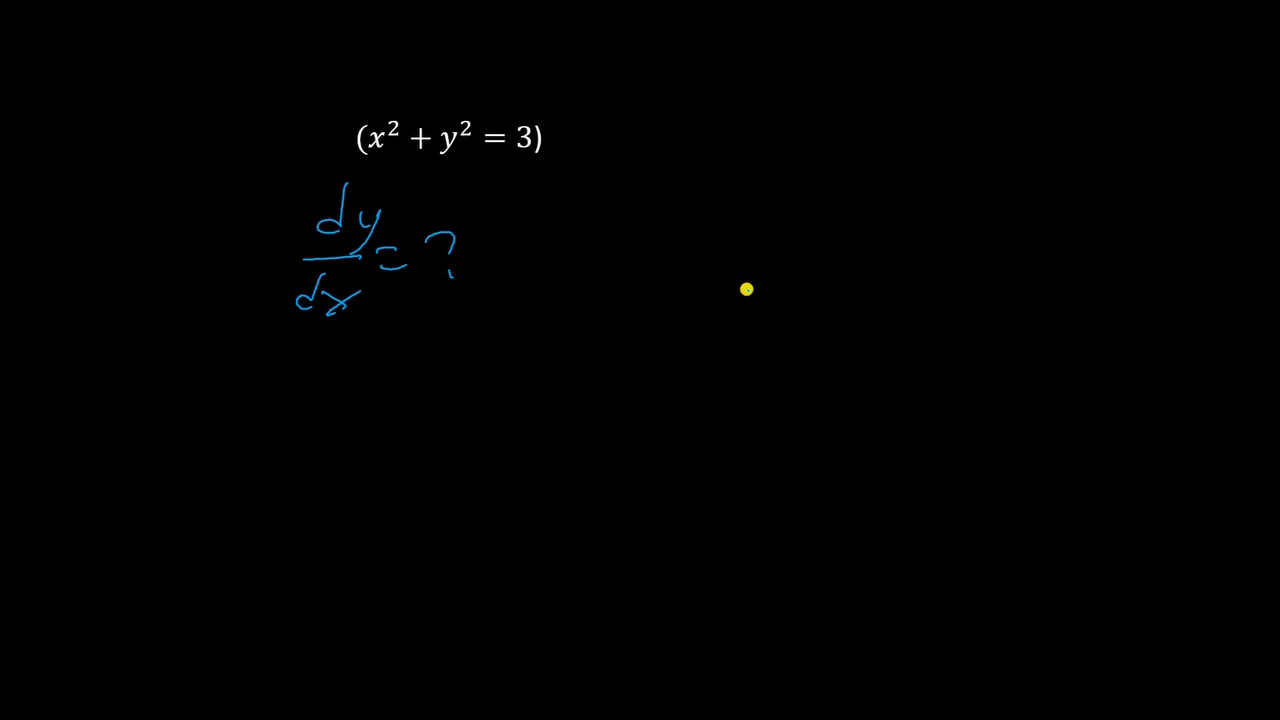 (x² + y² = 3)
dy/dx = ?